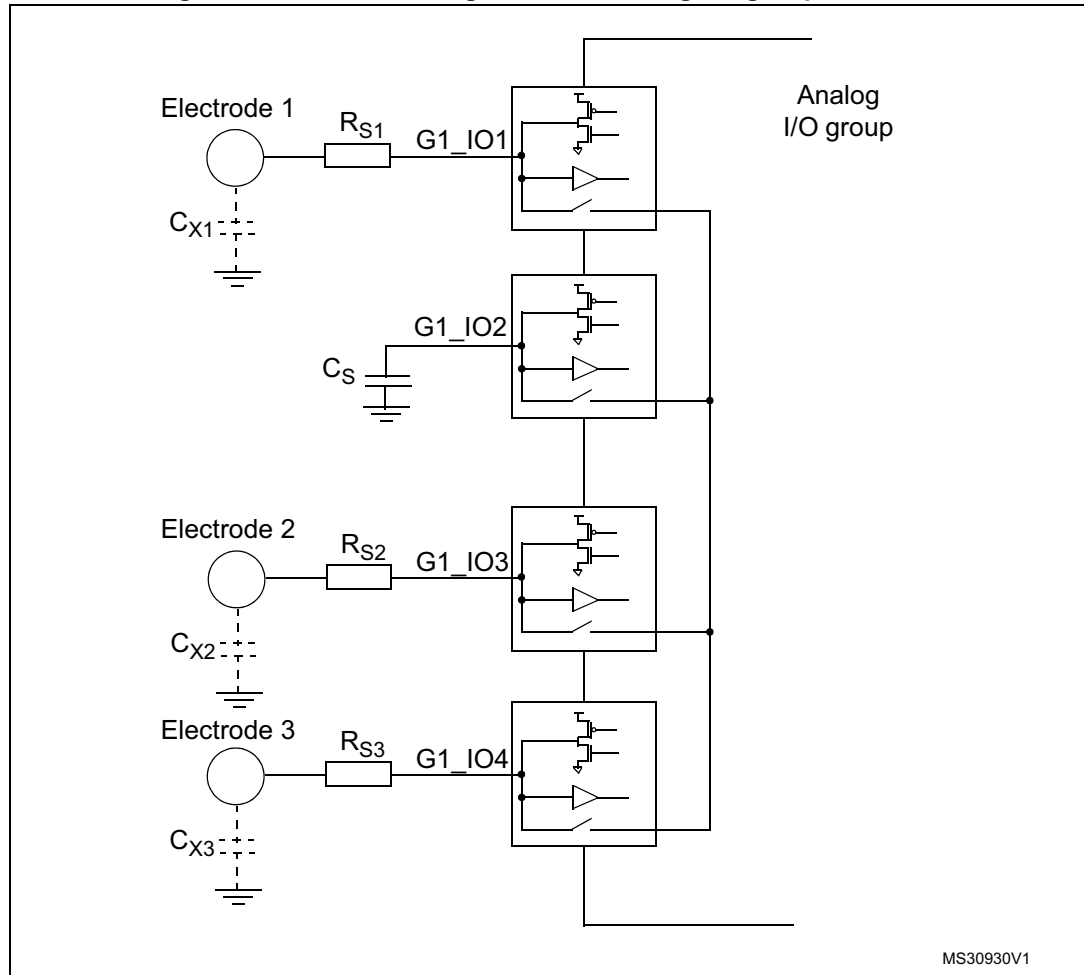 Analog
I/O group
Electrode 1
RS1
G1_IO1
CX1
G1_IO2
CS
Electrode 2
RS2
G1_IO3
CX2
Electrode 3
RS3
G1_IO4
CX3
MS30930V1